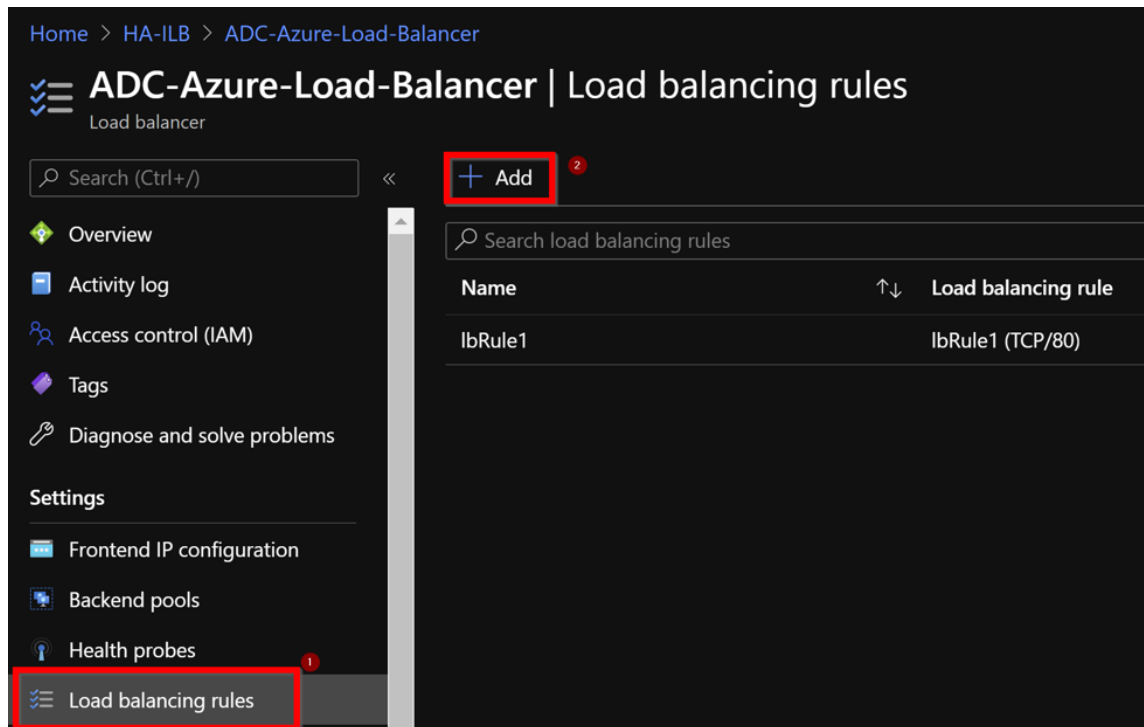 Home > HA-ILB > ADC-Azure-Load-Balancer
ADC-Azure-Load-Balancer | Load balancing rules
Load balancer
Search (Ctrl+/)
«
+ Add
2
Overview
Activity log
Access control (IAM)
Tags
Diagnose and solve problems
Settings
Frontend IP configuration
Backend pools
Health probes
1
Load balancing rules
Search load balancing rules
Name ↑↓ Load balancing rule
lbRule1 lbRule1 (TCP/80)